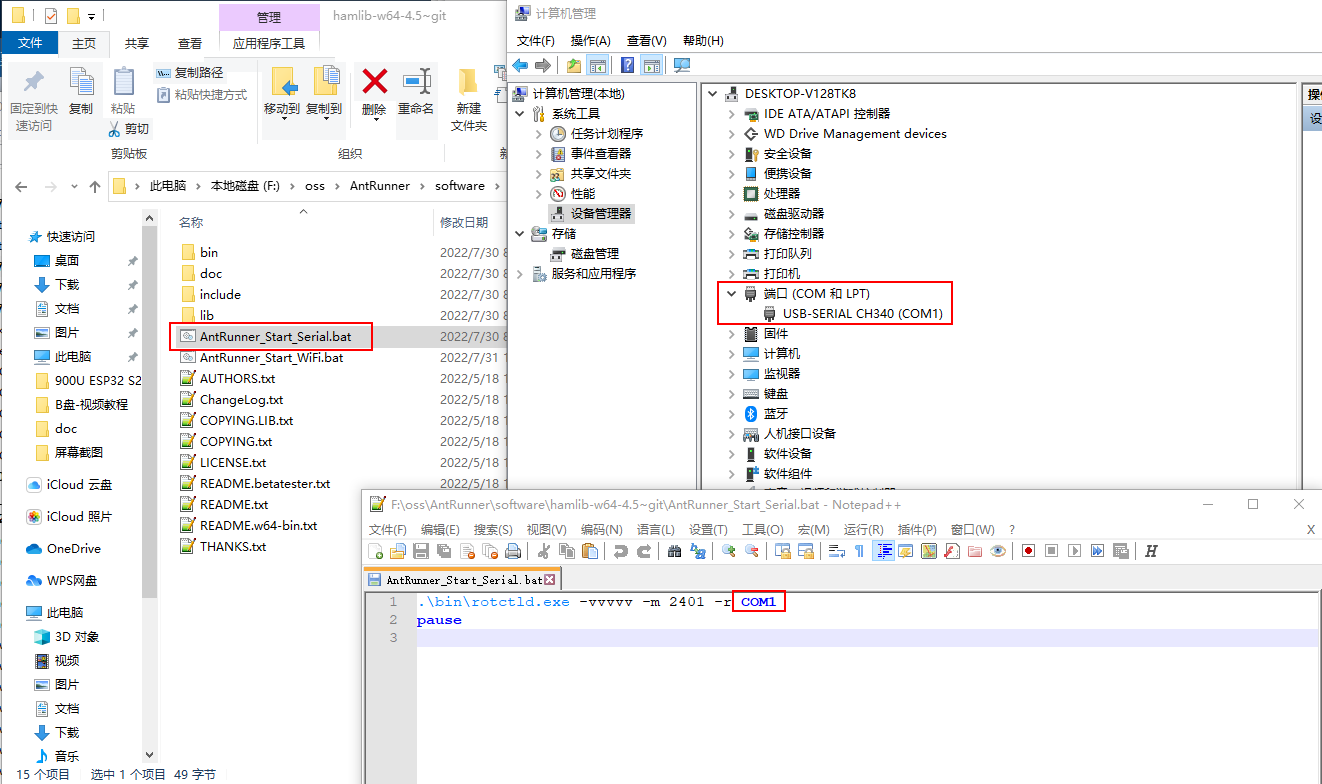 管理
hamlib-w64-4.5~git
文件
主页
共享
查看
应用程序工具
固定到快
速访问
复制
粘贴
复制路径
粘贴快捷方式
剪切
移动到
复制到
删除
重命名
新建
文件夹
剪贴板
组织
此电脑
本地磁盘 (F:)
oss
AntRunner
software
快速访问
桌面
下载
文档
图片
此电脑
900U ESP32 S2
B盘-视频教程
doc
屏幕截图
iCloud 云盘
iCloud 照片
OneDrive
WPS网盘
此电脑
3D 对象
视频
图片
文档
下载
音乐
名称
修改日期
bin
2022/7/30 8
doc
2022/7/30 8
include
2022/7/30 8
lib
2022/7/30 8
AntRunner_Start_Serial.bat
2022/7/30 8
AntRunner_Start_WiFi.bat
2022/7/31 1
AUTHORS.txt
2022/5/18 1
ChangeLog.txt
2022/5/18 1
COPYING.LIB.txt
2022/5/18 1
COPYING.txt
2022/5/18 1
LICENSE.txt
2022/5/18 1
README.betatester.txt
2022/5/18 1
README.txt
README.w64-bin.txt
THANKS.txt
15 个项目
选中 1 个项目 49 字节
计算机管理
文件(F) 操作(A) 查看(V) 帮助(H)
计算机管理(本地)
系统工具
任务计划程序
事件查看器
共享文件夹
性能
设备管理器
存储
磁盘管理
服务和应用程序
DESKTOP-V128TK8
IDE ATA/ATAPI 控制器
WD Drive Management devices
安全设备
便携设备
处理器
磁盘驱动器
存储控制器
打印队列
打印机
端口 (COM 和 LPT)
USB-SERIAL CH340 (COM1)
固件
计算机
监视器
键盘
蓝牙
人机接口设备
软件设备
软件组件
操
设
F:\oss\AntRunner\software\hamlib-w64-4.5~git\AntRunner_Start_Serial.bat - Notepad++
文件(F) 编辑(E) 搜索(S) 视图(V) 编码(N) 语言(L) 设置(T) 工具(O) 宏(M) 运行(R) 插件(P) 窗口(W) ?
X
AntRunner_Start_Serial.bat
1 .\bin\rotctld.exe -vvvvv -m 2401 -r COM1
2 pause
3